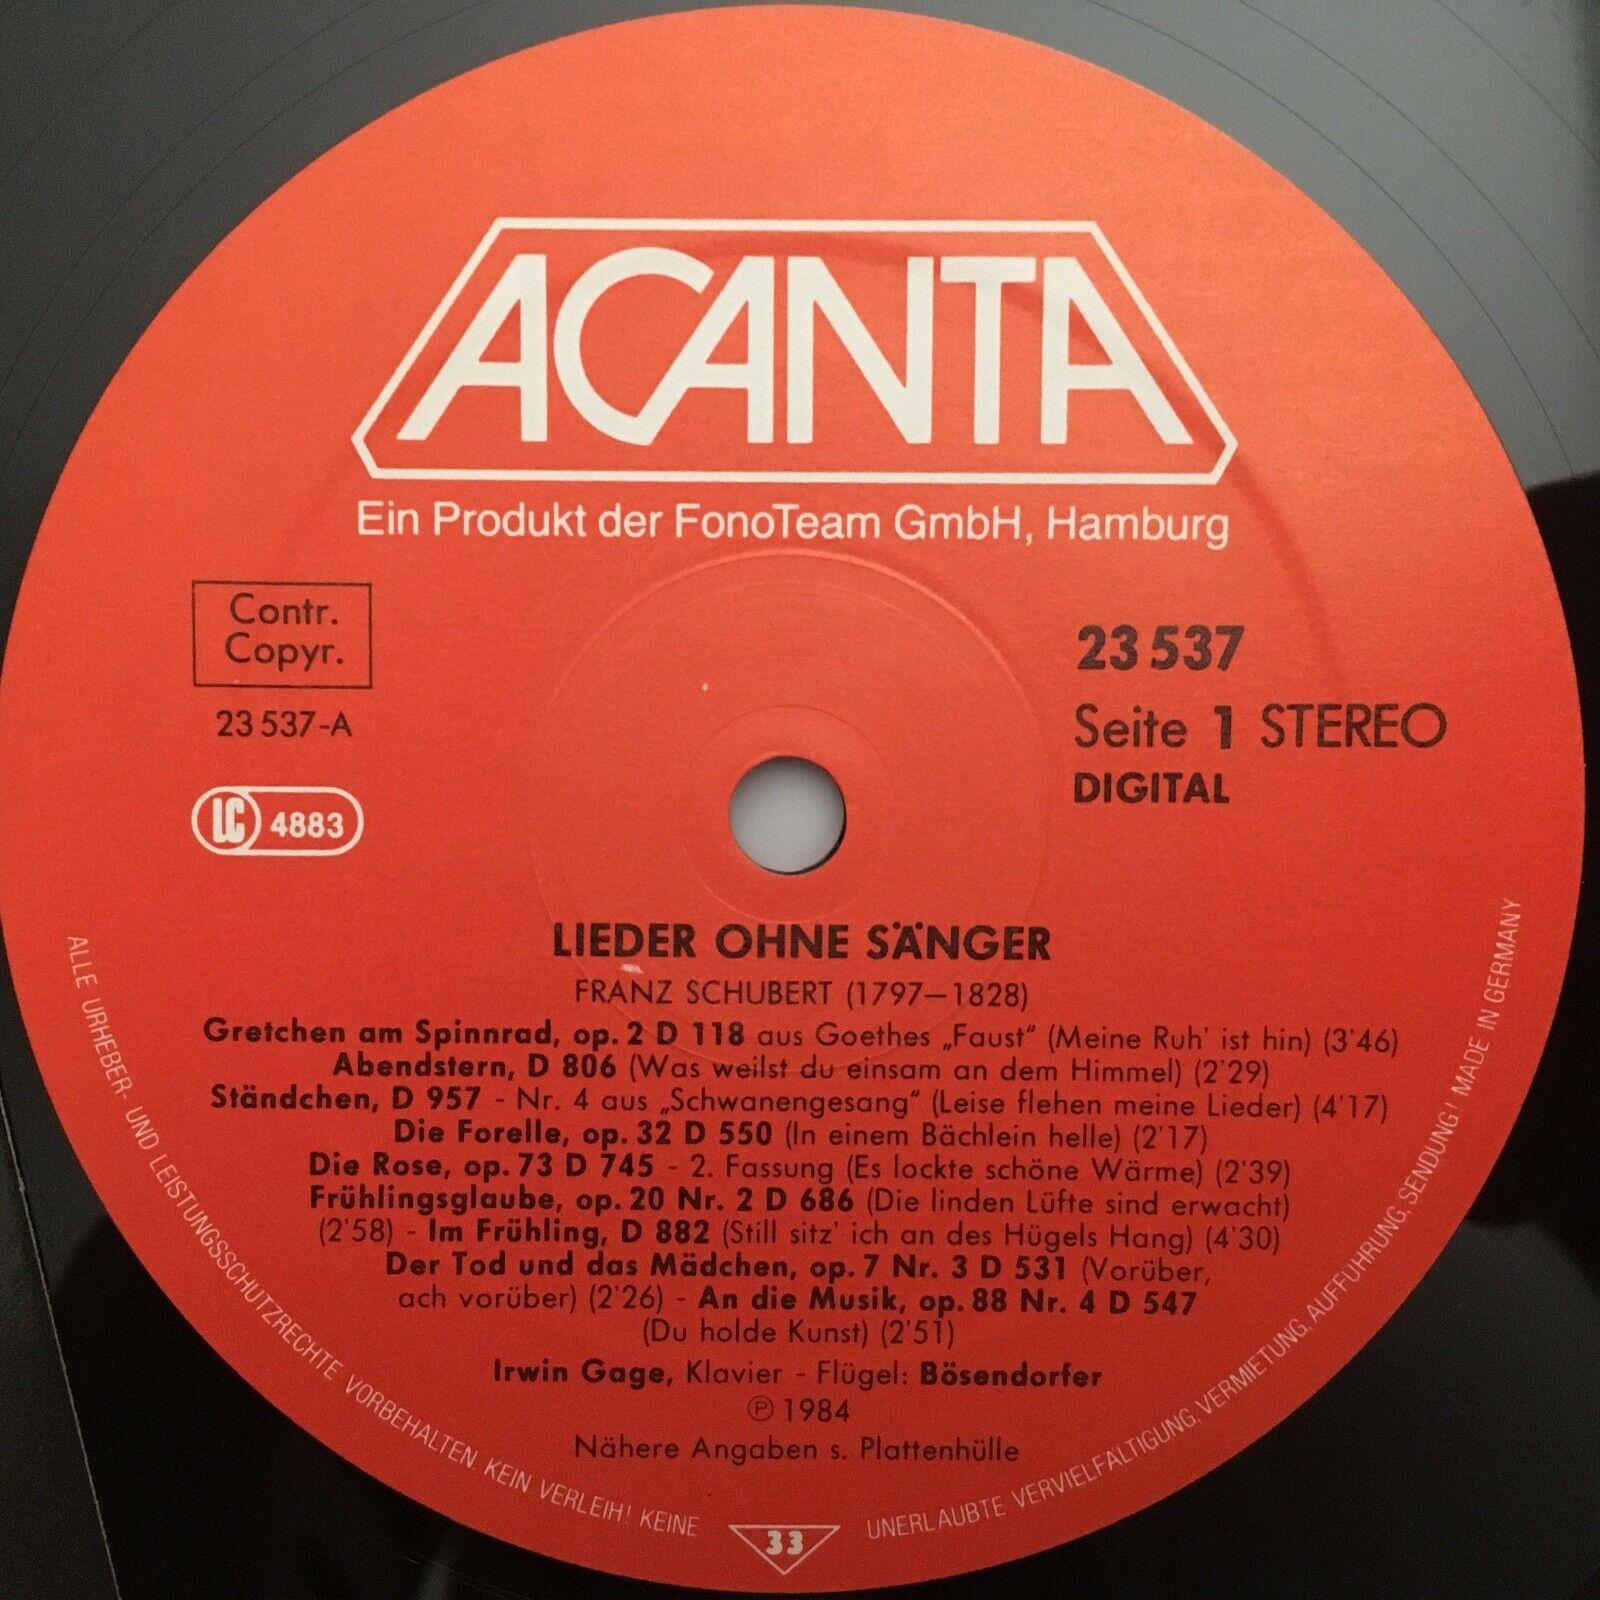 ACANTA
Ein Produkt der FonoTeam GmbH, Hamburg
Contr.
Copyr.
23 537-A
LC 4883
23 537
Seite 1 STEREO
DIGITAL
LIEDER OHNE SÄNGER
FRANZ SCHUBERT (1797–1828)
Gretchen am Spinnrad, op. 2 D 118 aus Goethes „Faust“ (Meine Ruh' ist hin) (3'46)
Abendstern, D 806 (Was weilst du einsam an dem Himmel) (2'29)
Ständchen, D 957 - Nr. 4 aus „Schwanengesang“ (Leise flehen meine Lieder) (4'17)
Die Forelle, op. 32 D 550 (In einem Bächlein helle) (2'17)
Die Rose, op. 73 D 745 - 2. Fassung (Es lockte schöne Wärme) (2'39)
Frühlingsglaube, op. 20 Nr. 2 D 686 (Die linden Lüfte sind erwacht)
(2'58) - Im Frühling, D 882 (Still sitz' ich an des Hügels Hang) (4'30)
Der Tod und das Mädchen, op. 7 Nr. 3 D 531 (Vorüber,
ach vorüber) (2'26) - An die Musik, op. 88 Nr. 4 D 547
(Du holde Kunst) (2'51)
Irwin Gage, Klavier - Flügel: Bösendorfer
℗ 1984
Nähere Angaben s. Plattenhülle
ALLE URHEBER- UND LEISTUNGSSCHUTZRECHTE VORBEHALTEN. KEIN VERLEIH! KEINE
33
UNERLAUBTE VERVIELFÄLTIGUNG, VERMIETUNG, AUFFÜHRUNG, SENDUNG! MADE IN GERMANY